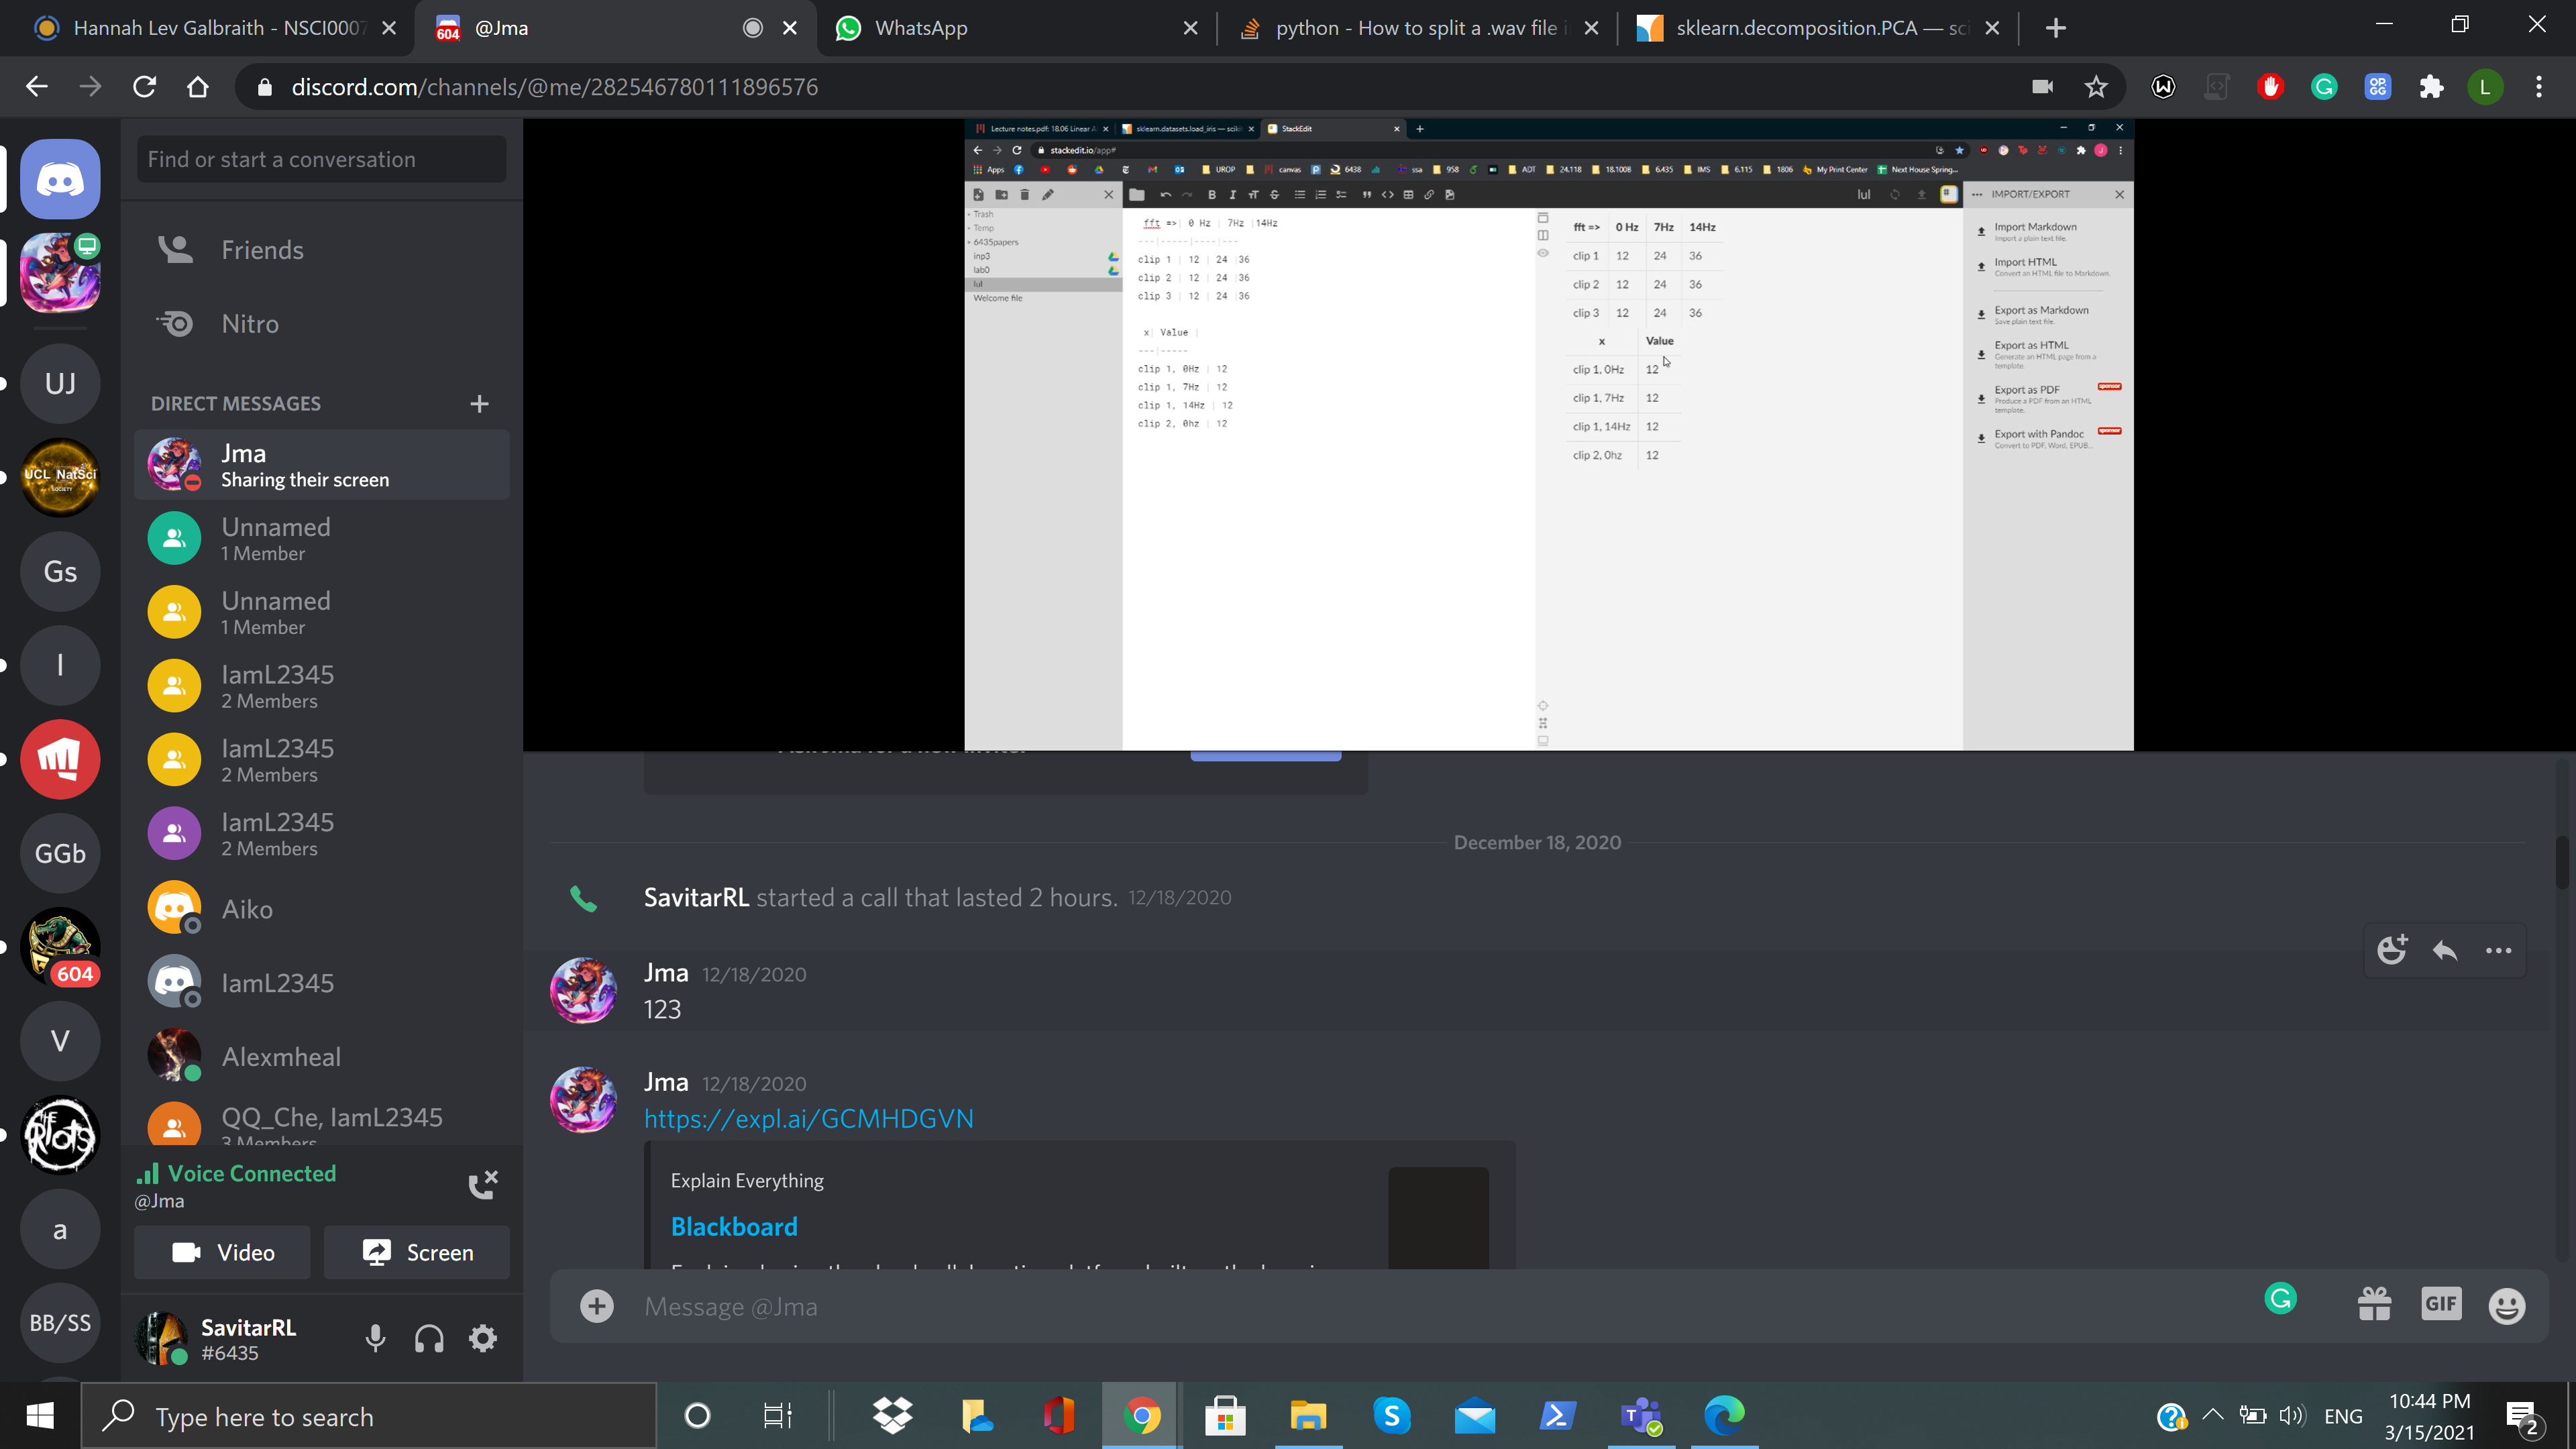 Hannah Lev Galbraith - NSCI0007
@Jma
WhatsApp
python - How to split a .wav file i
sklearn.decomposition.PCA — sci
discord.com/channels/@me/282546780111896576
Find or start a conversation
Friends
Nitro
DIRECT MESSAGES
Jma
Sharing their screen
Unnamed
1 Member
Unnamed
1 Member
IamL2345
2 Members
IamL2345
2 Members
IamL2345
2 Members
Aiko
IamL2345
Alexmheal
QQ_Che, IamL2345
3 Members
Voice Connected
@Jma
Video
Screen
SavitarRL
#6435
UJ
UCL NatSci
SOCIETY
Gs
I
GGb
604
V
THE RIOTS
a
BB/SS
Lecture notes.pdf: 18.06 Linear A
sklearn.datasets.load_iris — scikit
StackEdit
stackedit.io/app#
Apps
UROP
canvas
6438
ssa
958
ADT
24.118
18.100B
6.435
IMS
6.115
1806
My Print Center
Next House Spring...
lul
IMPORT/EXPORT
Trash
Temp
6435papers
inp3
lab0
lul
Welcome file
fft =>| 0 Hz | 7Hz |14Hz
---|-----|----|---
clip 1 | 12 | 24 |36
clip 2 | 12 | 24 |36
clip 3 | 12 | 24 |36
x| Value |
---|-----
clip 1, 0Hz | 12
clip 1, 7Hz | 12
clip 1, 14Hz | 12
clip 2, 0hz | 12
fft => 0 Hz 7Hz 14Hz
clip 1 12 24 36
clip 2 12 24 36
clip 3 12 24 36
x Value
clip 1, 0Hz 12
clip 1, 7Hz 12
clip 1, 14Hz 12
clip 2, 0hz 12
Import Markdown
Import a plain text file.
Import HTML
Convert an HTML file to Markdown.
Export as Markdown
Save plain text file.
Export as HTML
Generate an HTML page from a
template.
Export as PDF
sponsor
Produce a PDF from an HTML
template.
Export with Pandoc
sponsor
Convert to PDF, Word, EPUB...
December 18, 2020
SavitarRL started a call that lasted 2 hours. 12/18/2020
Jma 12/18/2020
123
Jma 12/18/2020
https://expl.ai/GCMHDGVN
Explain Everything
Blackboard
Message @Jma
GIF
Type here to search
ENG
10:44 PM
3/15/2021
2